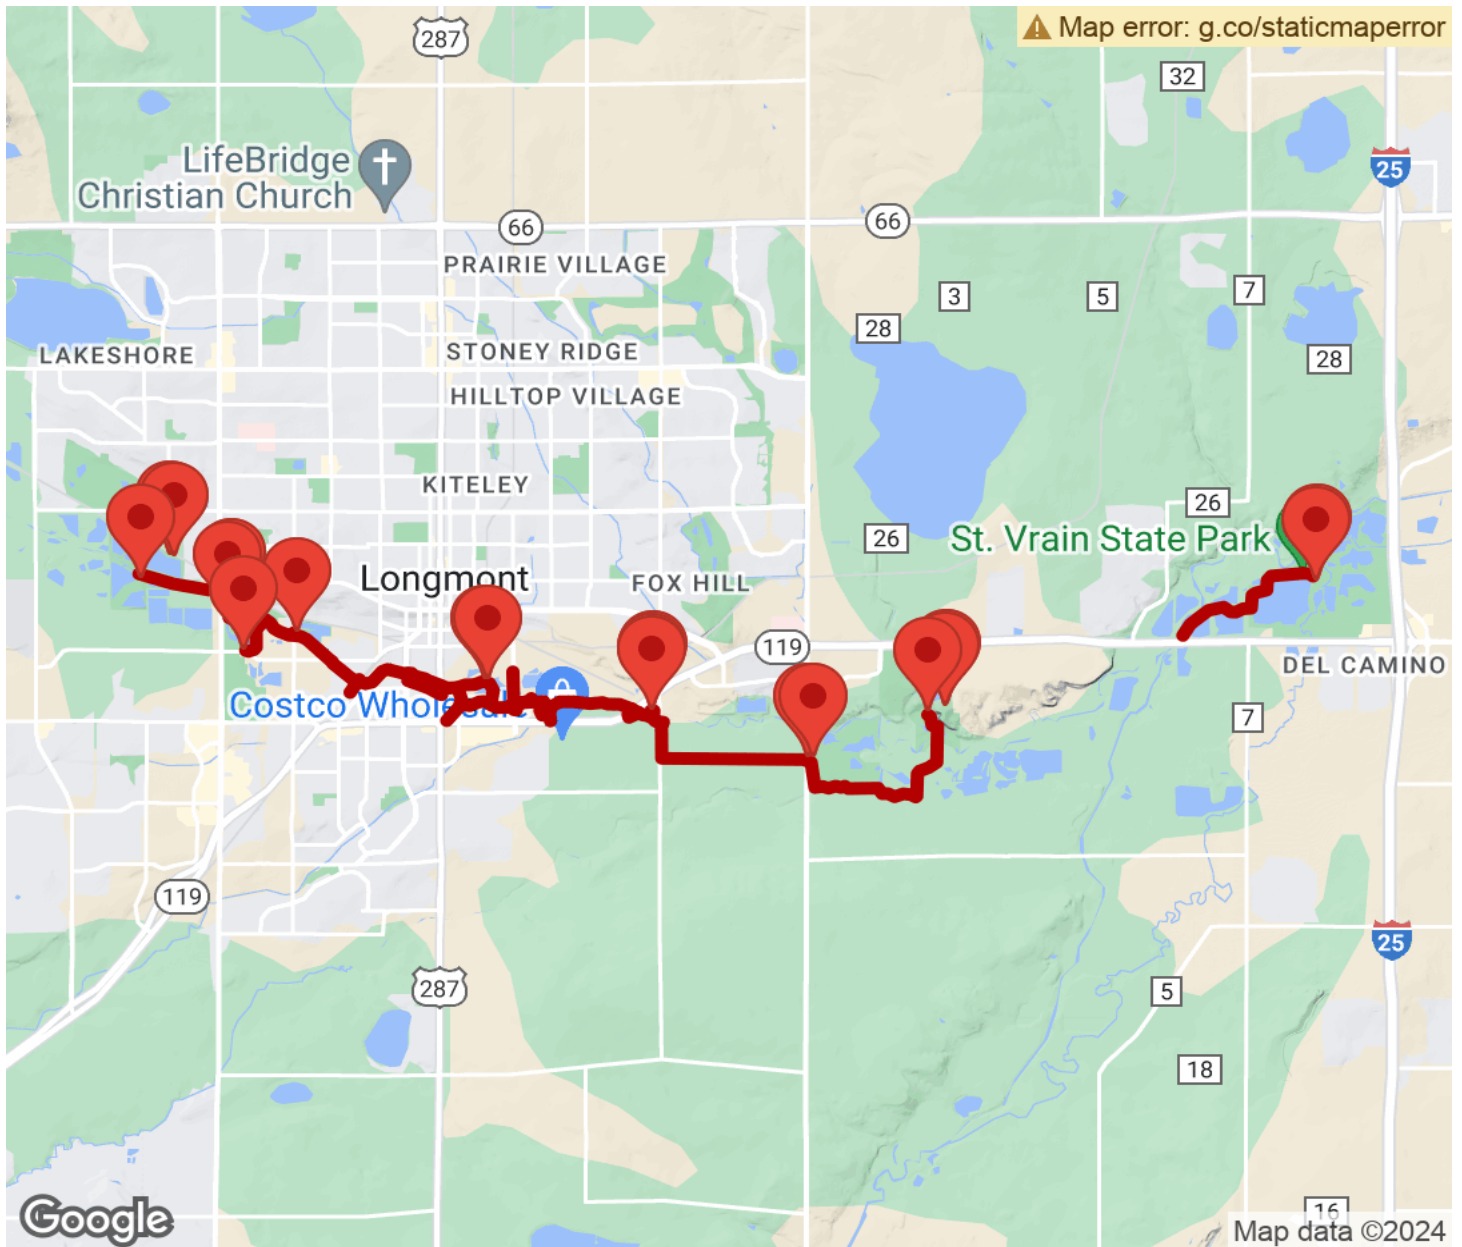 Map error: g.co/staticmaperror
287
32
LifeBridge
Christian Church
25
66
66
PRAIRIE VILLAGE
3
5
7
28
28
LAKESHORE
STONEY RIDGE
HILLTOP VILLAGE
KITELEY
26
26
St. Vrain State Park
Longmont
FOX HILL
119
DEL CAMINO
Costco Wholesale
7
119
25
287
5
18
16
Google
Map data ©2024